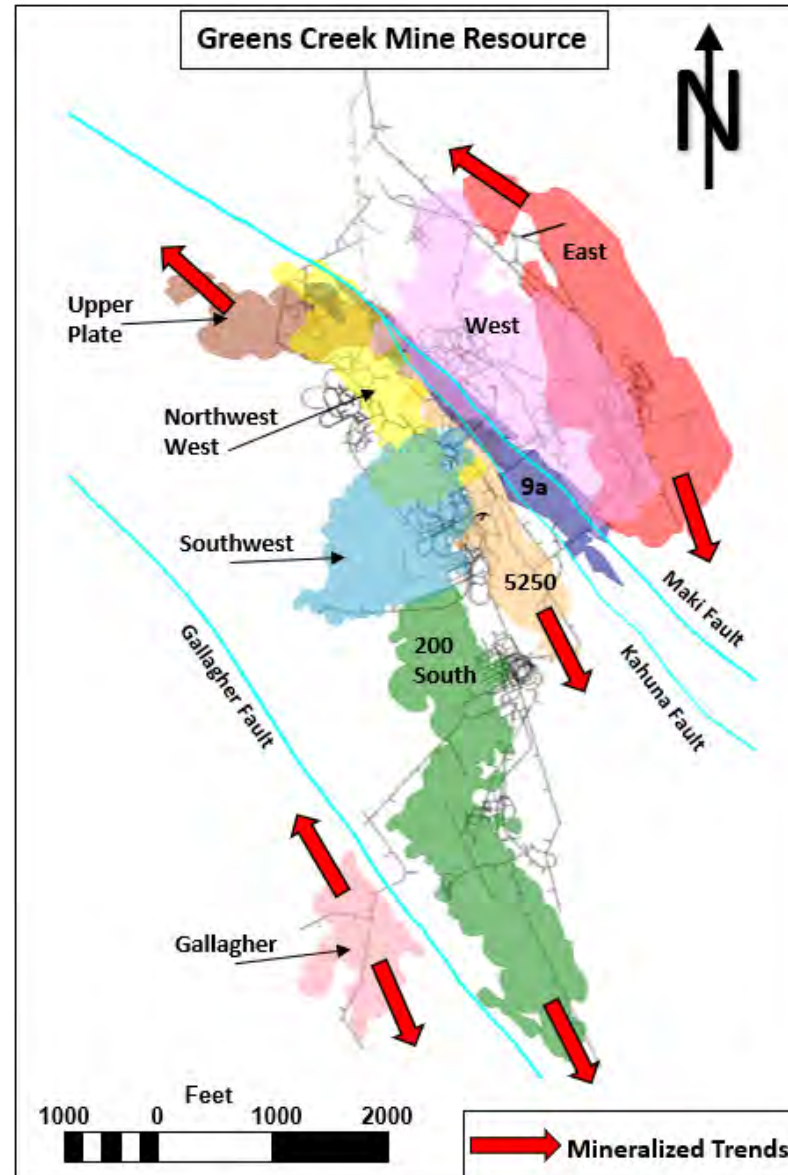 Greens Creek Mine Resource
N
East
Upper
Plate
West
Northwest
West
9a
Southwest
5250
Maki Fault
200
South
Gallagher Fault
Kahuna Fault
Gallagher
Feet
1000 0 1000 2000
Mineralized Trends